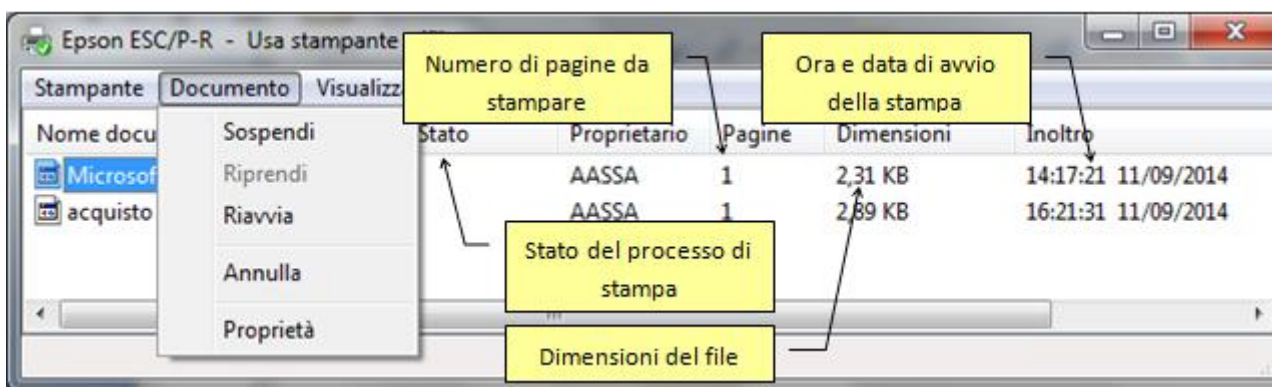 Epson ESC/P-R - Usa stampante
Stampante Documento Visualizza
Numero di pagine da
stampare
Ora e data di avvio
della stampa
Nome docu Stato Proprietario Pagine Dimensioni Inoltro
Microsof AASSA 1 2,31 KB 14:17:21 11/09/2014
acquisto AASSA 1 2,89 KB 16:21:31 11/09/2014
Sospendi
Riprendi
Riavvia
Annulla
Proprietà
Stato del processo di
stampa
Dimensioni del file